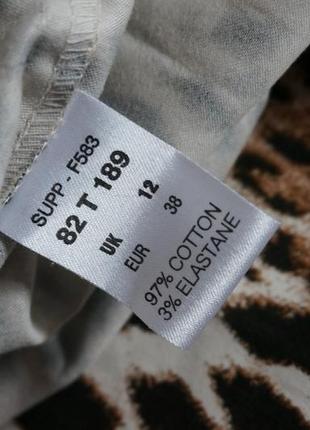 SUPP - F583
82 T 189
UK 12
EUR 38
97% COTTON
3% ELASTANE